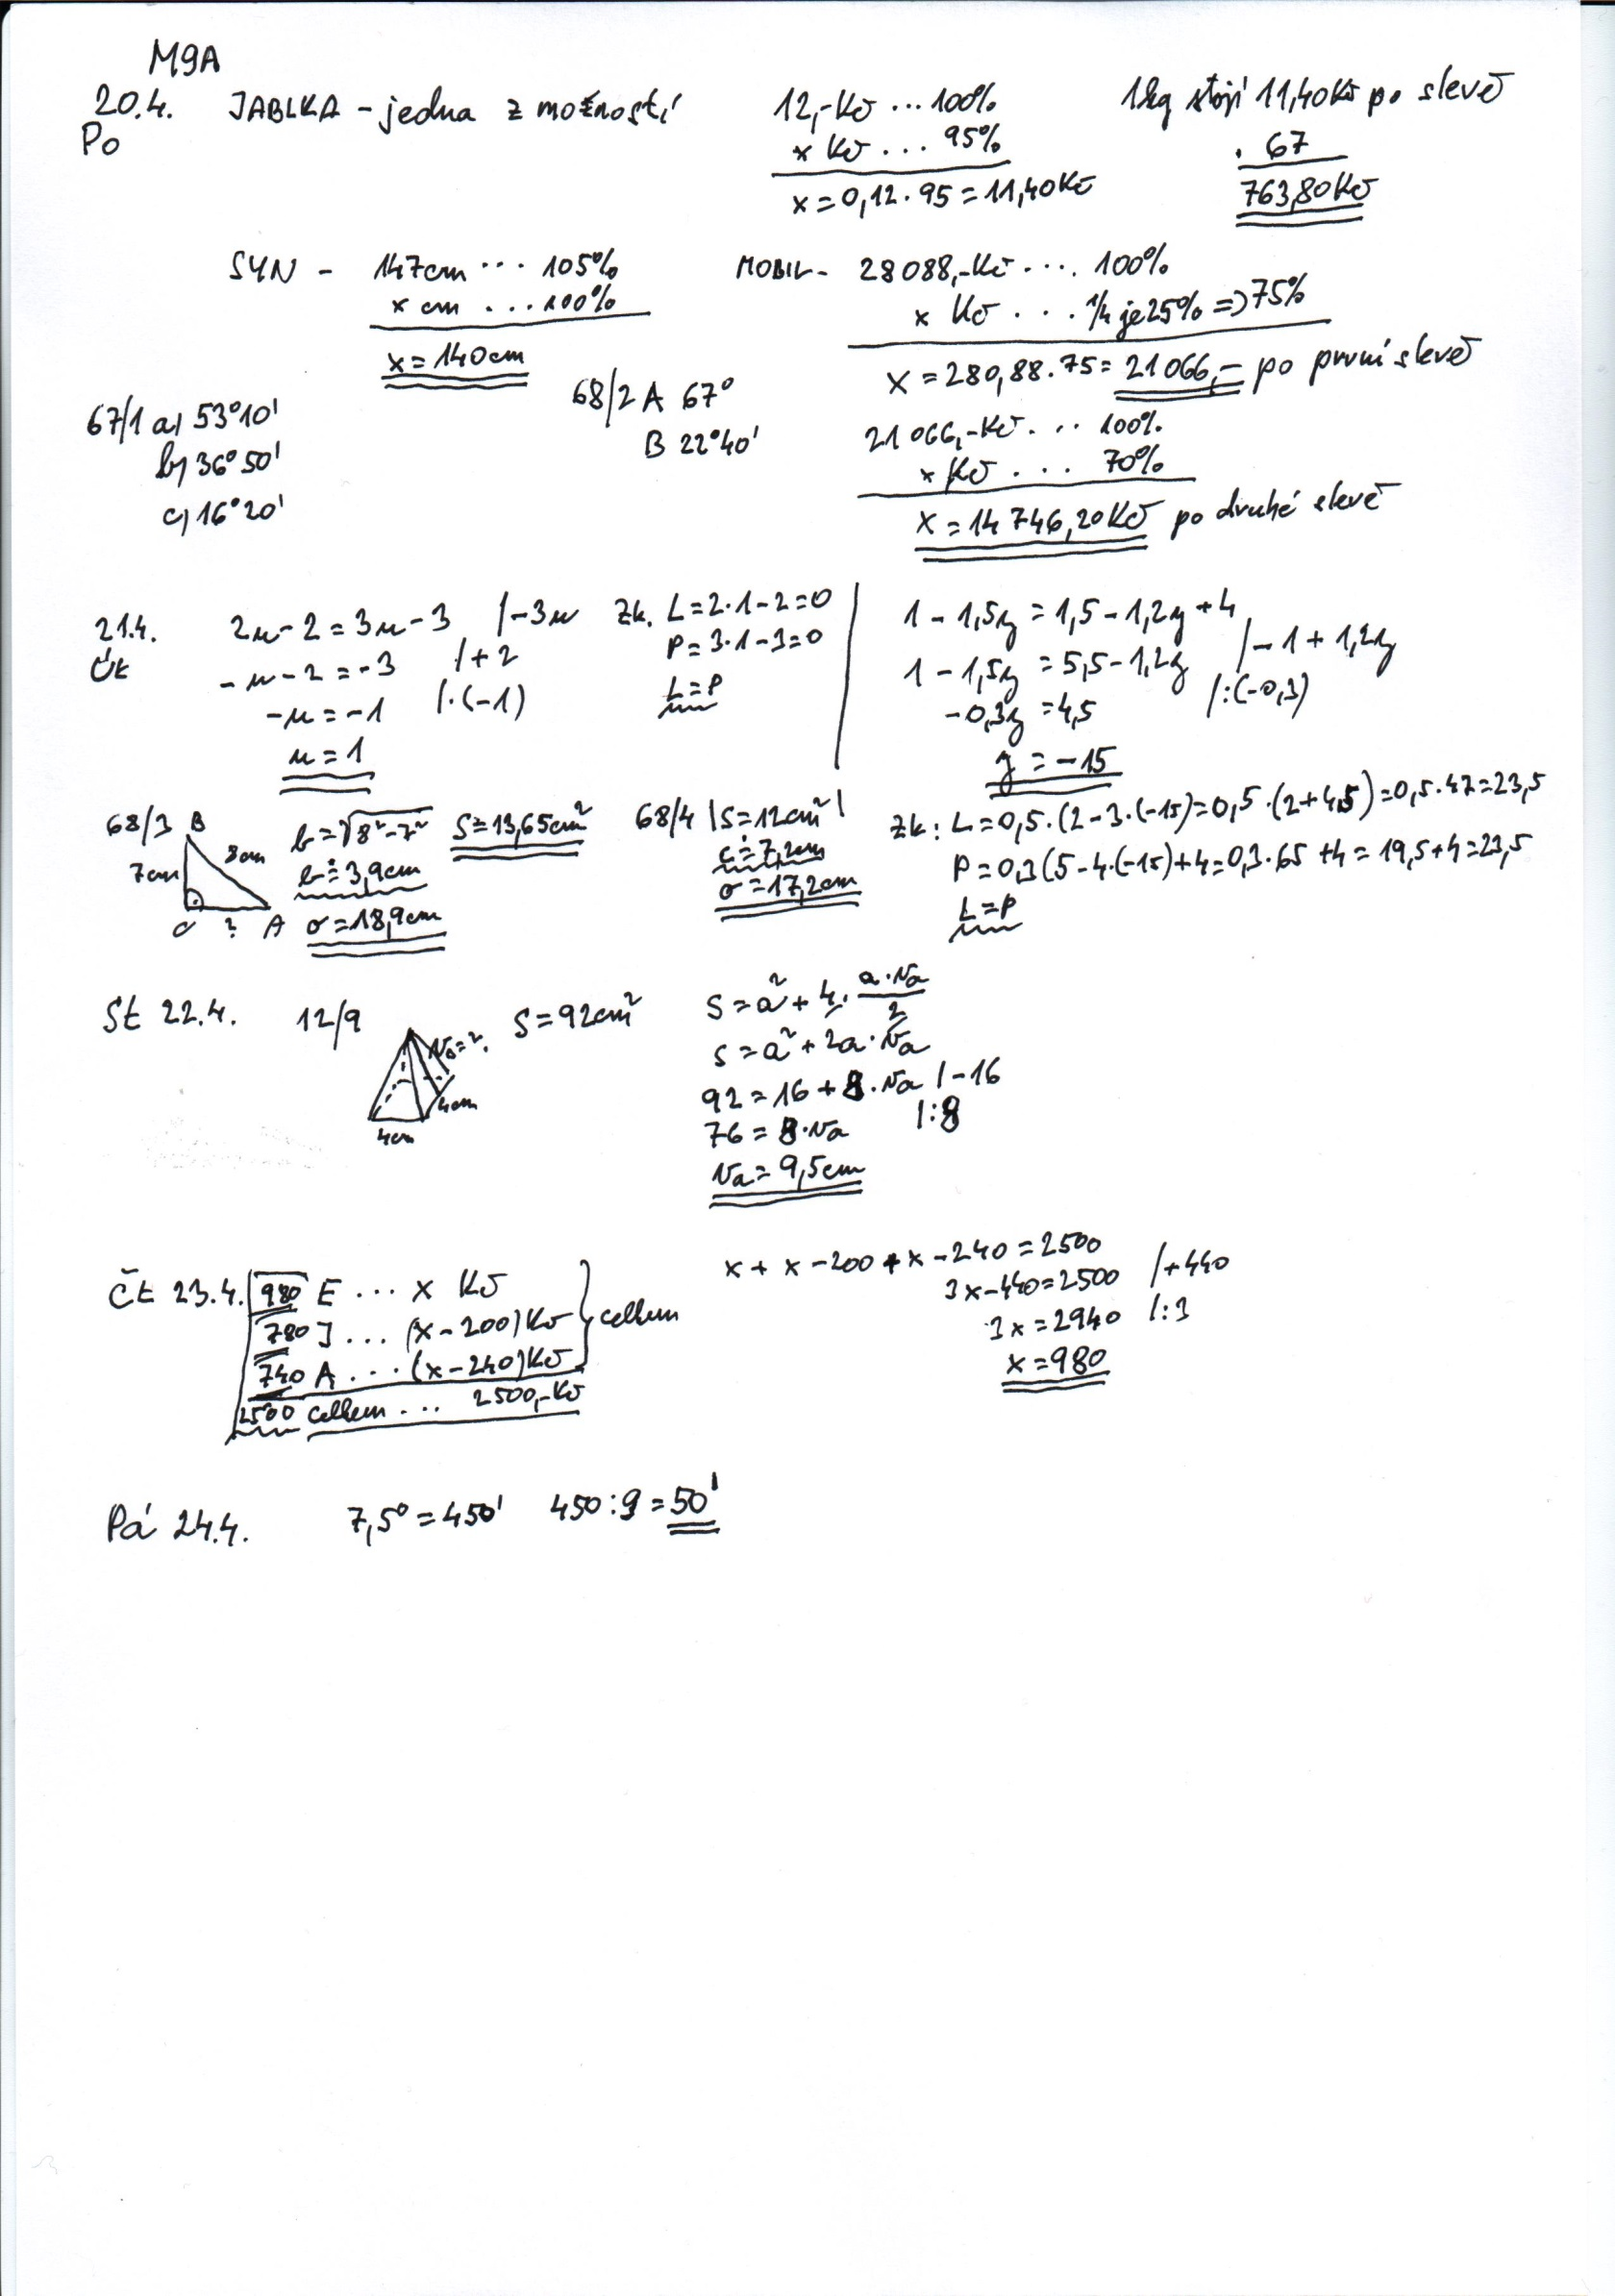 M9A
20.4. JABLKA - jedna z možností
Po
12,-Kč ... 100%
x Kč ... 95%
x = 0,12 . 95 = 11,40Kč
1kg stojí 11,40Kč po slevě
. 67
763,80Kč
SYN - 147cm ... 105%
x cm ... 100%
x = 140cm
MOBIL - 28088,-Kč ... 100%
x Kč ... 1/4 je 25% => 75%
x = 280,88 . 75 = 21066,- po první slevě
21066,-Kč ... 100%
x Kč ... 70%
x = 14746,20Kč po druhé slevě
67/1 a) 53°10'
b) 36°50'
c) 16°20'
68/2 A 67°
B 22°40'
21.4.
Út
2u - 2 = 3u - 3 /-3u
-u - 2 = -3 /+2
-u = -1 /.(-1)
u = 1
Zk. L = 2.1 - 2 = 0
P = 3.1 - 3 = 0
L = P
1 - 1,5y = 1,5 - 1,2y + 4
1 - 1,5y = 5,5 - 1,2y /-1 + 1,2y
-0,3y = 4,5 /:(-0,3)
y = -15
Zk: L = 0,5.(2 - 3.(-15) = 0,5.(2 + 45) = 0,5.47 = 23,5
P = 0,3(5 - 4.(-15) + 4 = 0,3.65 + 4 = 19,5 + 4 = 23,5
L = P
68/3 B
7cm 8cm
C ? A
b = √8² - 7²
b ≐ 3,9cm
o = 18,9cm
S ≐ 13,65cm²
68/4 |S = 12cm²|
c ≐ 7,2cm
o = 17,2cm
St 22.4. 12/9
va = ?
4cm
4cm
S = 92cm²
S = a² + 4 . a.va/2
S = a² + 2a . va
92 = 16 + 8 . va /-16
76 = 8 . va /:8
va = 9,5cm
Čt 23.4. 980 E ... x Kč
780 J ... (x - 200)Kč
740 A ... (x - 240)Kč
celkem
2500 celkem ... 2500,-Kč
x + x - 200 + x - 240 = 2500
3x - 440 = 2500 /+440
3x = 2940 /:3
x = 980
Pá 24.4. 7,5° = 450' 450 : 9 = 50'